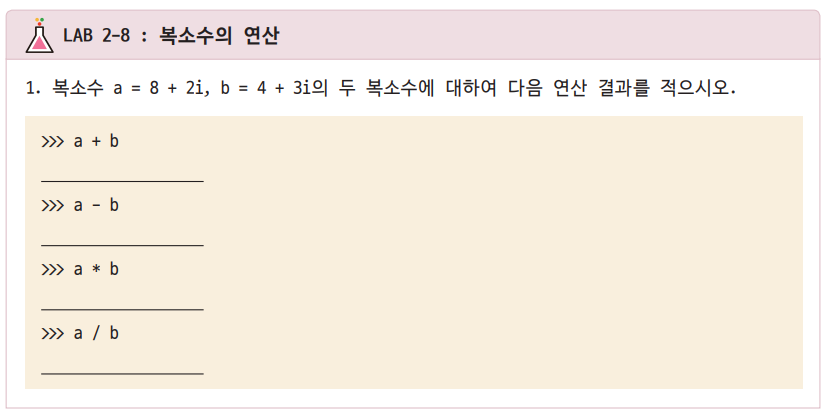 LAB 2-8 : 복소수의 연산
1. 복소수 a = 8 + 2i, b = 4 + 3i의 두 복소수에 대하여 다음 연산 결과를 적으시오.
>>> a + b
>>> a - b
>>> a * b
>>> a / b